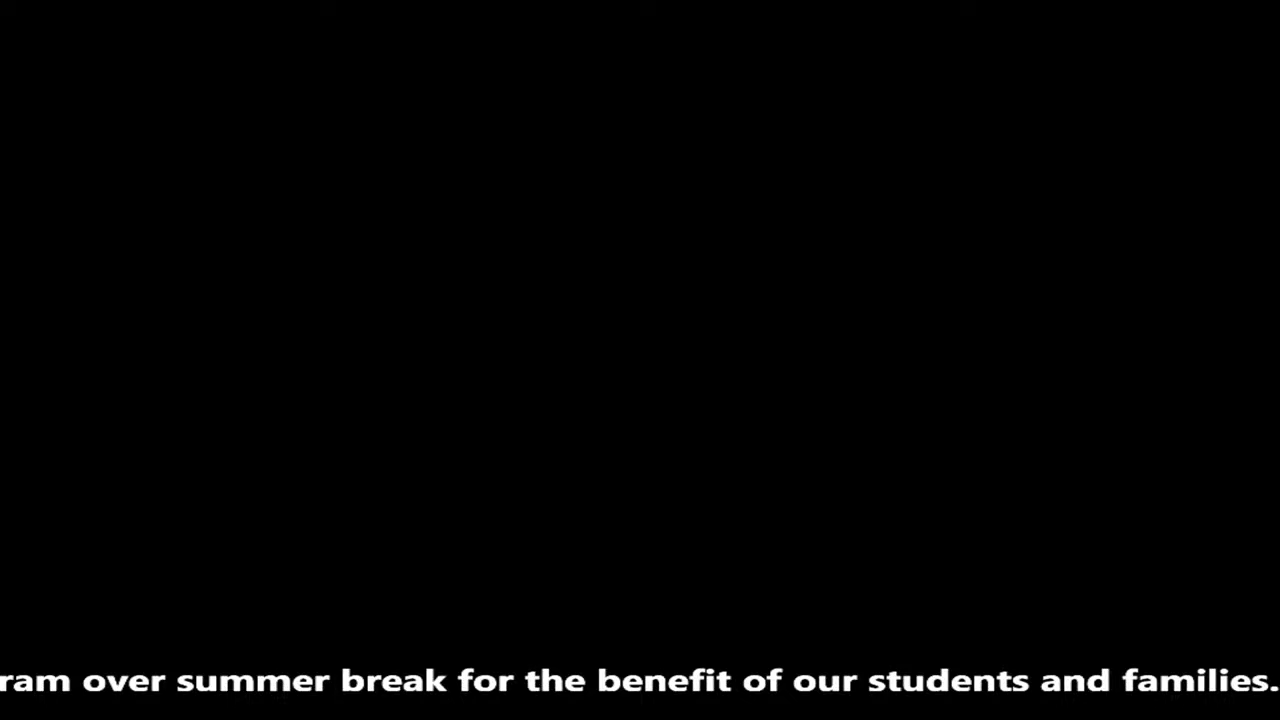 ram over summer break for the benefit of our students and families.